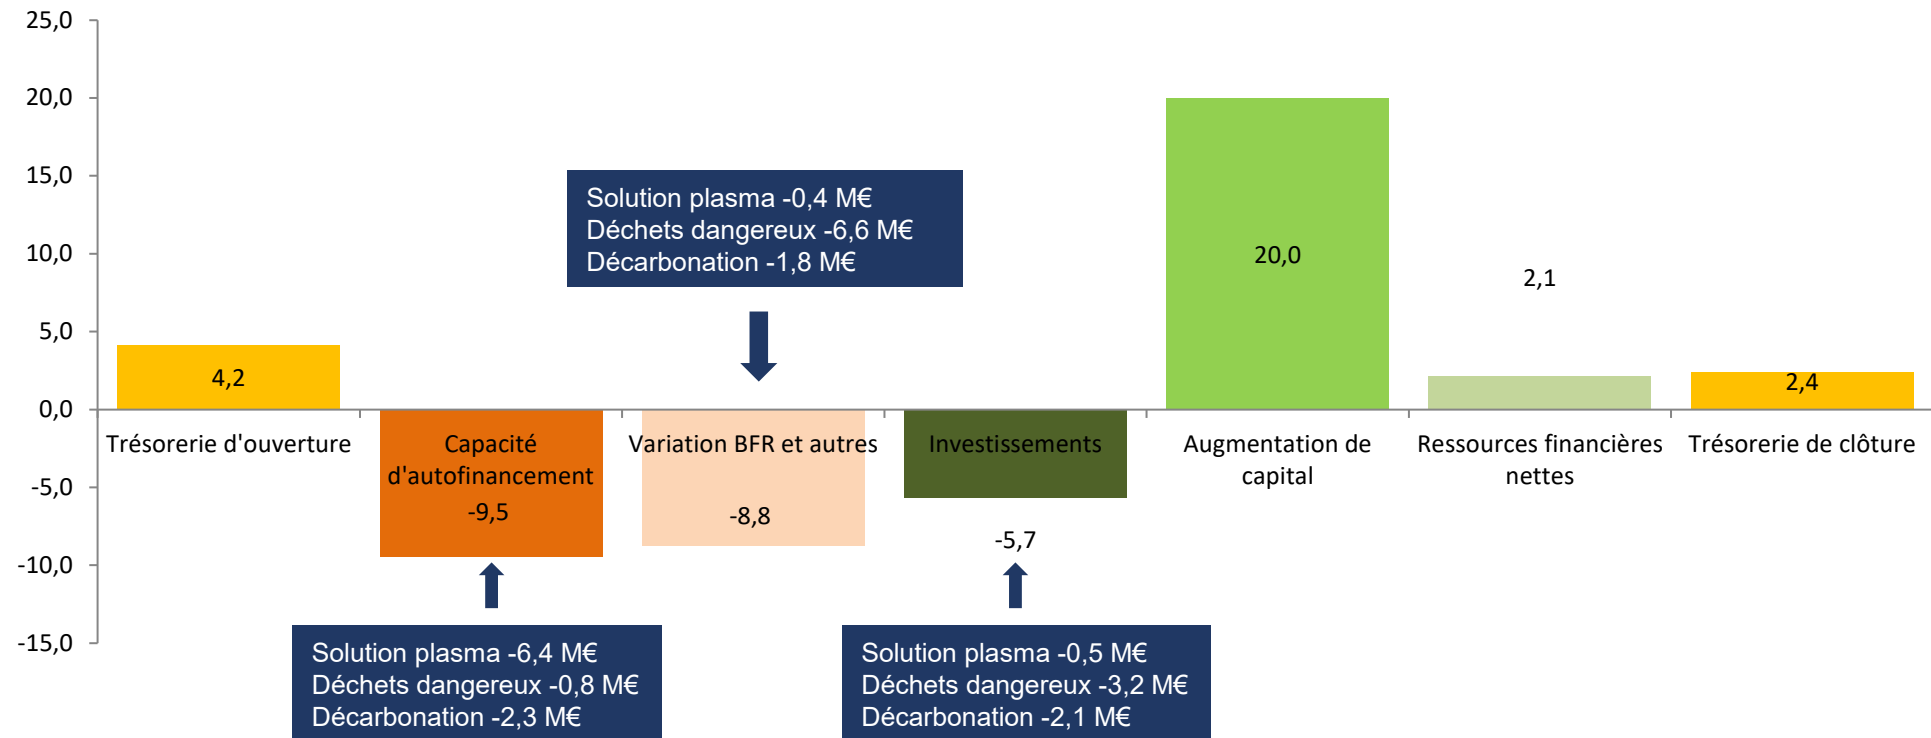 25,0
20,0
15,0
10,0
5,0
0,0
-5,0
-10,0
-15,0
Solution plasma -0,4 M€
Déchets dangereux -6,6 M€
Décarbonation -1,8 M€
4,2
-9,5
-8,8
-5,7
20,0
2,1
2,4
Trésorerie d'ouverture
Capacité
d'autofinancement
Variation BFR et autres
Investissements
Augmentation de
capital
Ressources financières
nettes
Trésorerie de clôture
Solution plasma -6,4 M€
Déchets dangereux -0,8 M€
Décarbonation -2,3 M€
Solution plasma -0,5 M€
Déchets dangereux -3,2 M€
Décarbonation -2,1 M€